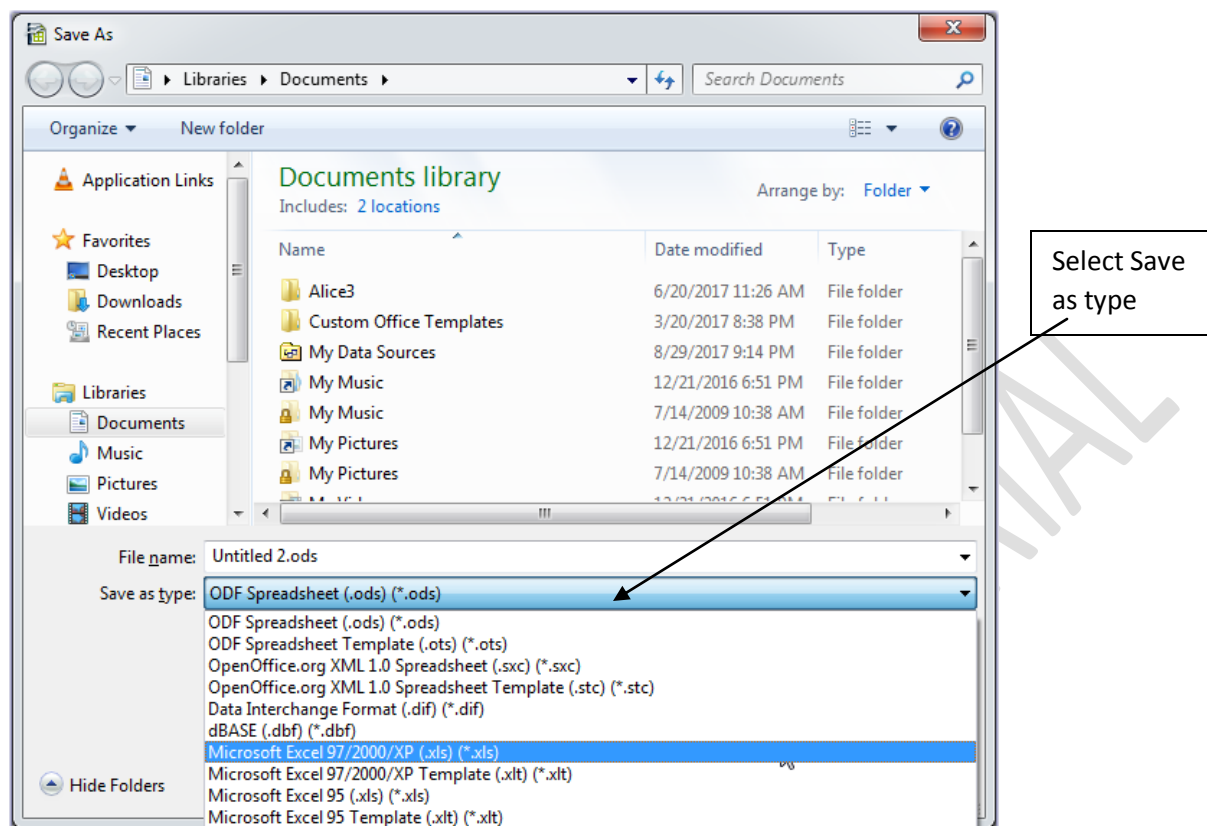 Save As
Libraries Documents
Search Documents
Organize New folder
Application Links
Favorites
Desktop
Downloads
Recent Places
Libraries
Documents
Music
Pictures
Videos
Documents library
Includes: 2 locations
Arrange by: Folder
Name Date modified Type
Alice3 6/20/2017 11:26 AM File folder
Custom Office Templates 3/20/2017 8:38 PM File folder
My Data Sources 8/29/2017 9:14 PM File folder
My Music 12/21/2016 6:51 PM File folder
My Music 7/14/2009 10:38 AM File folder
My Pictures 12/21/2016 6:51 PM File folder
My Pictures 7/14/2009 10:38 AM File folder
Select Save
as type
File name: Untitled 2.ods
Save as type: ODF Spreadsheet (.ods) (*.ods)
ODF Spreadsheet (.ods) (*.ods)
ODF Spreadsheet Template (.ots) (*.ots)
OpenOffice.org XML 1.0 Spreadsheet (.sxc) (*.sxc)
OpenOffice.org XML 1.0 Spreadsheet Template (.stc) (*.stc)
Data Interchange Format (.dif) (*.dif)
dBASE (.dbf) (*.dbf)
Microsoft Excel 97/2000/XP (.xls) (*.xls)
Microsoft Excel 97/2000/XP Template (.xlt) (*.xlt)
Microsoft Excel 95 (.xls) (*.xls)
Microsoft Excel 95 Template (.xlt) (*.xlt)
Hide Folders